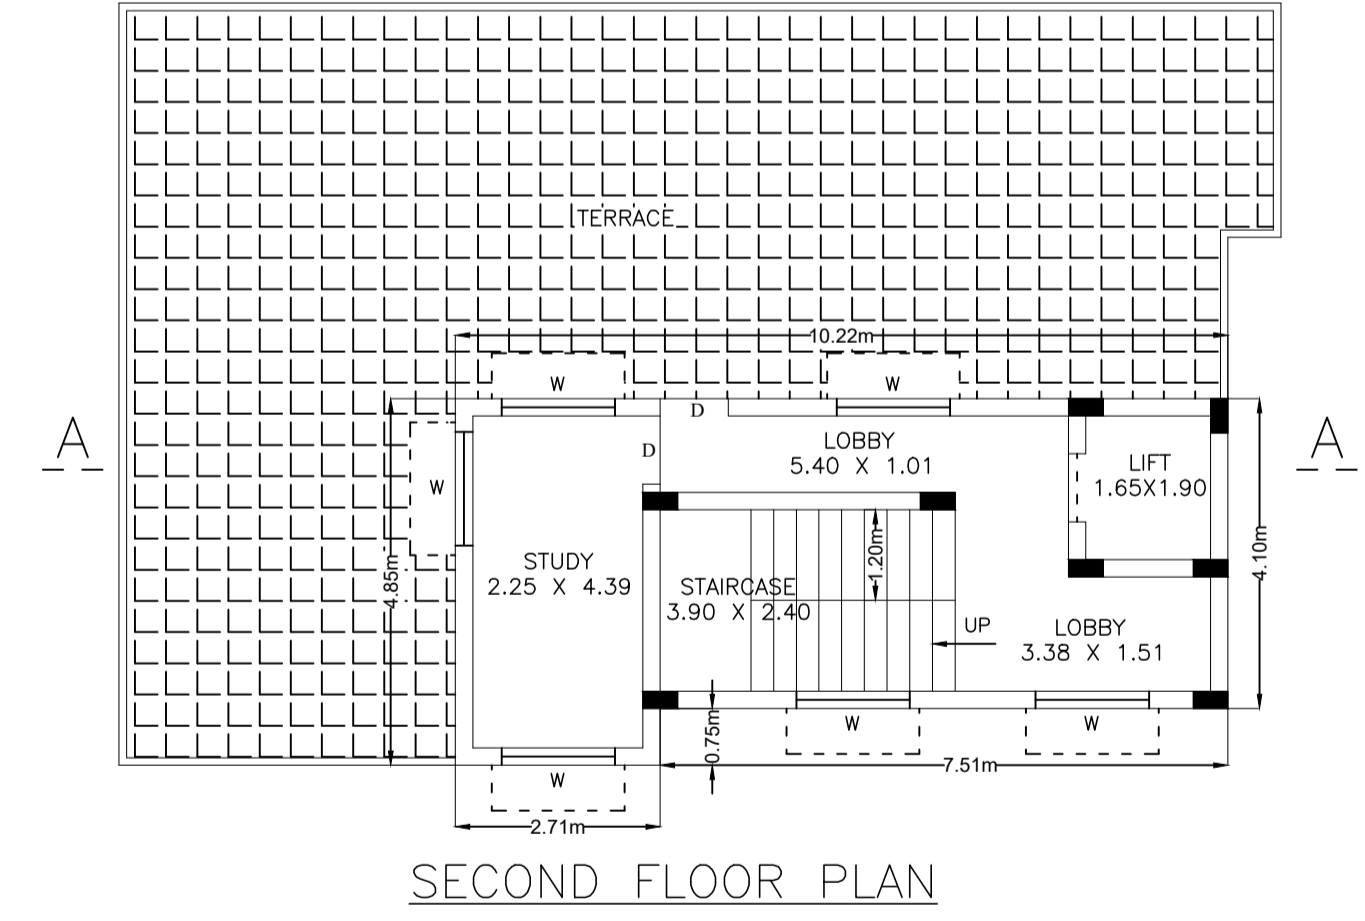 TERRACE
10.22m
W
W
D
A
A
LOBBY
5.40 X 1.01
D
LIFT
1.65X1.90
W
4.85m
1.20m
4.10m
STUDY
2.25 X 4.39
STAIRCASE
3.90 X 2.40
UP
LOBBY
3.38 X 1.51
0.75m
W
W
W
7.51m
2.71m
SECOND FLOOR PLAN